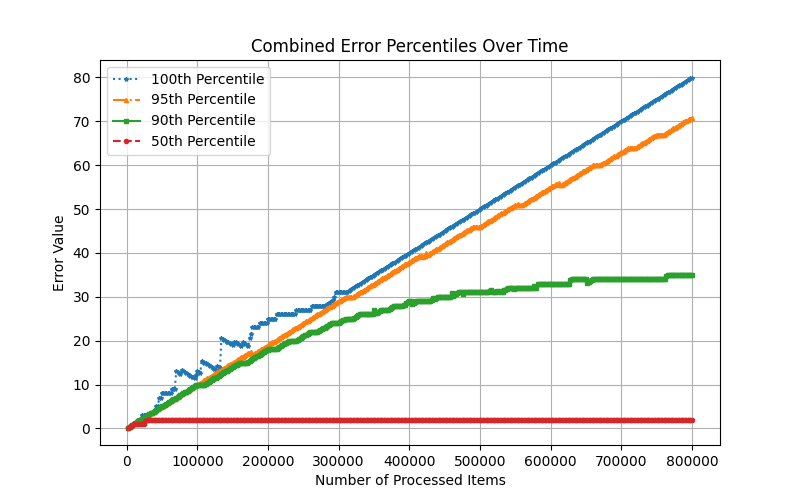 Combined Error Percentiles Over Time
100th Percentile
95th Percentile
90th Percentile
50th Percentile
Error Value
80
70
60
50
40
30
20
10
0
0 100000 200000 300000 400000 500000 600000 700000 800000
Number of Processed Items